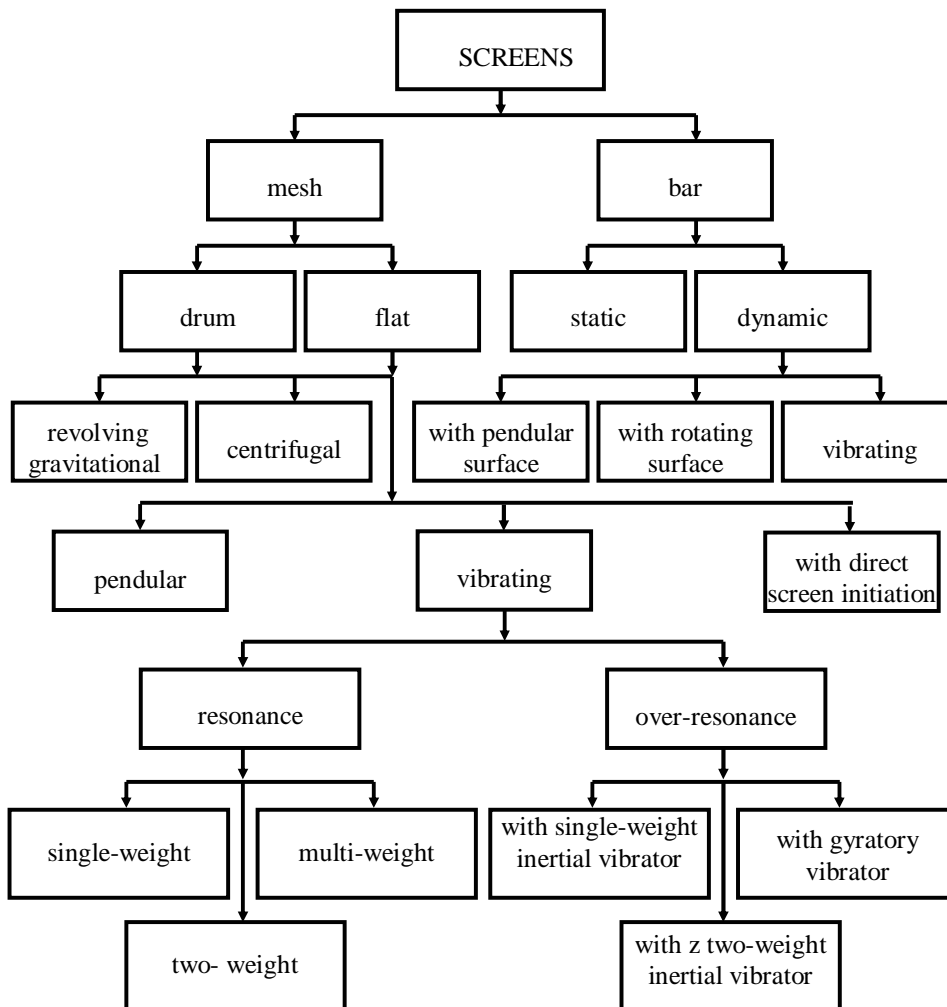 SCREENS
mesh
bar
drum
flat
static
dynamic
revolving
gravitational
centrifugal
with pendular
surface
with rotating
surface
vibrating
pendular
vibrating
with direct
screen initiation
resonance
over-resonance
single-weight
multi-weight
with single-weight
inertial vibrator
with gyratory
vibrator
two- weight
with z two-weight
inertial vibrator